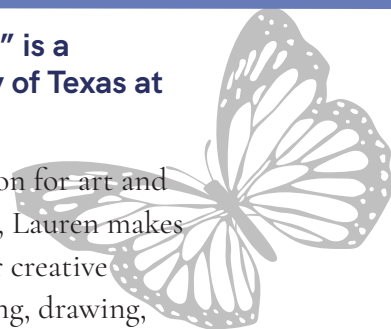 ” is a
y of Texas at
on for art and
, Lauren makes
r creative
ng, drawing,